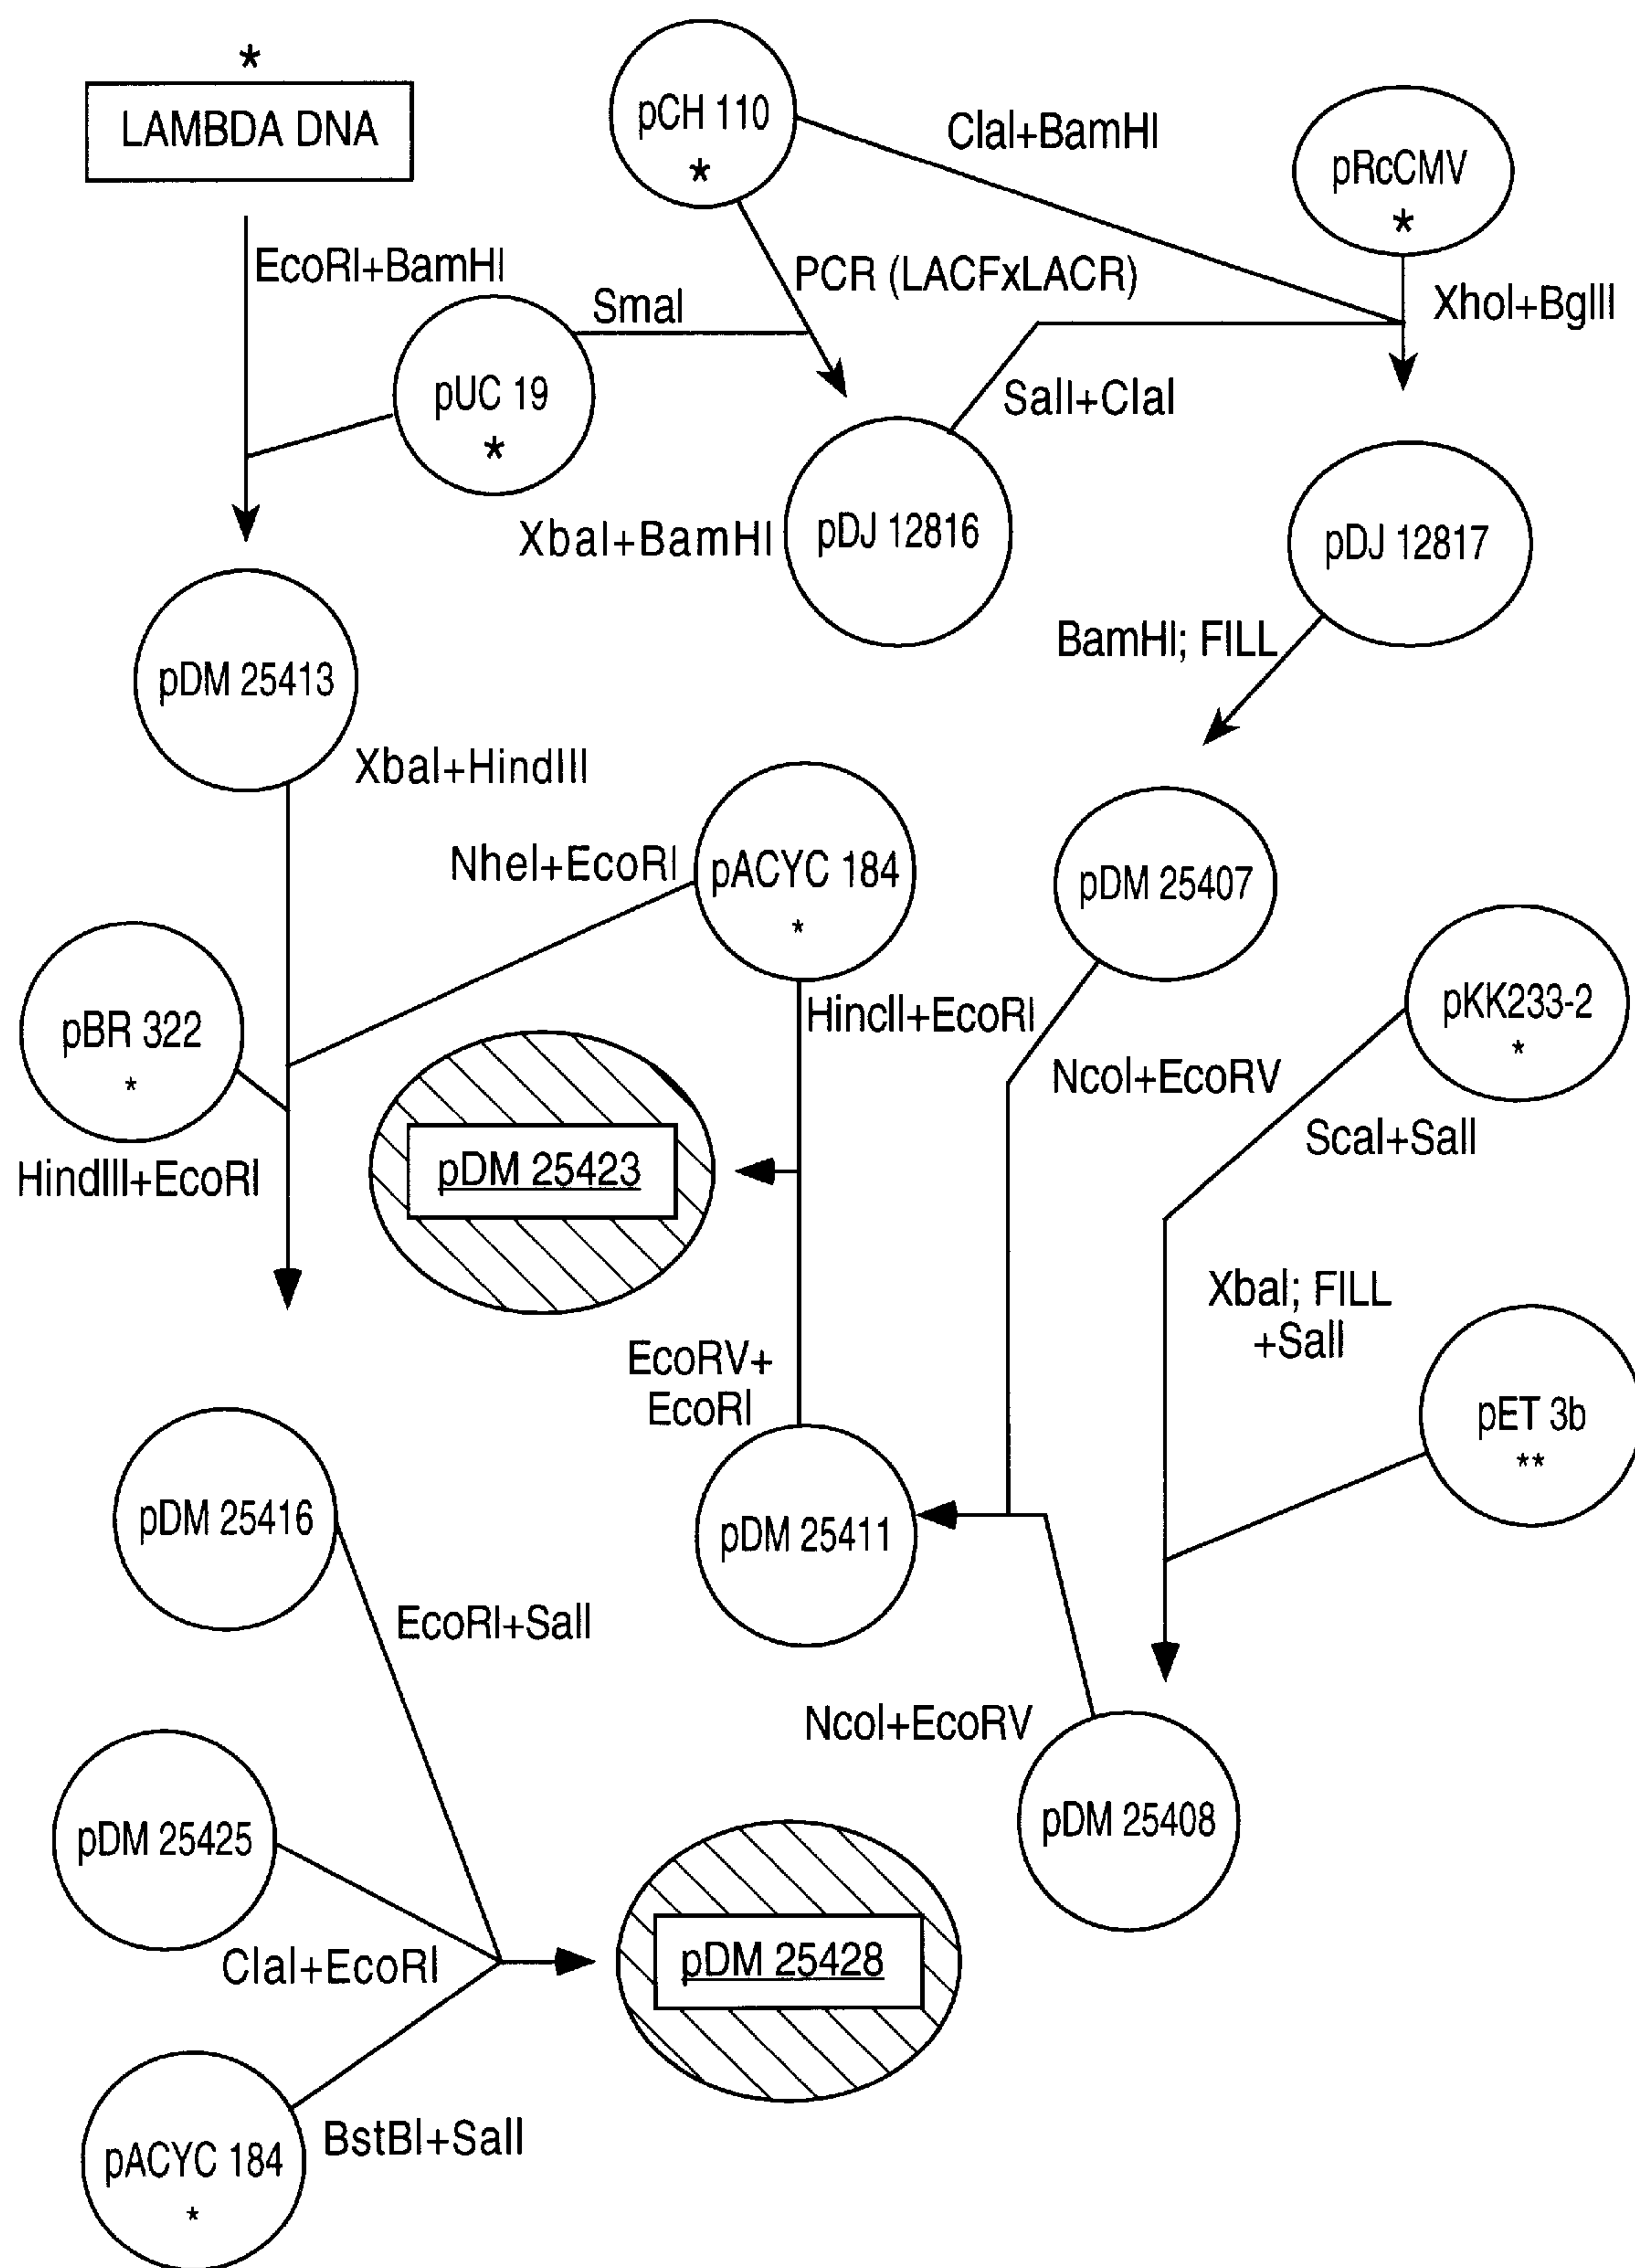 *
LAMBDA DNA
pCH 110
*
ClaI+BamHI
pRcCMV
*
EcoRI+BamHI
PCR (LACFxLACR)
SmaI
XhoI+BglII
pUC 19
*
SalI+ClaI
XbaI+BamHI
pDJ 12816
pDJ 12817
BamHI; FILL
pDM 25413
XbaI+HindIII
NheI+EcoRI
pACYC 184
*
pDM 25407
pBR 322
*
HincII+EcoRI
pKK233-2
*
NcoI+EcoRV
ScaI+SalI
HindIII+EcoRI
pDM 25423
XbaI; FILL
+SalI
EcoRV+
EcoRI
pET 3b
**
pDM 25416
pDM 25411
EcoRI+SalI
NcoI+EcoRV
pDM 25408
pDM 25425
ClaI+EcoRI
pDM 25428
pACYC 184
*
BstBI+SalI